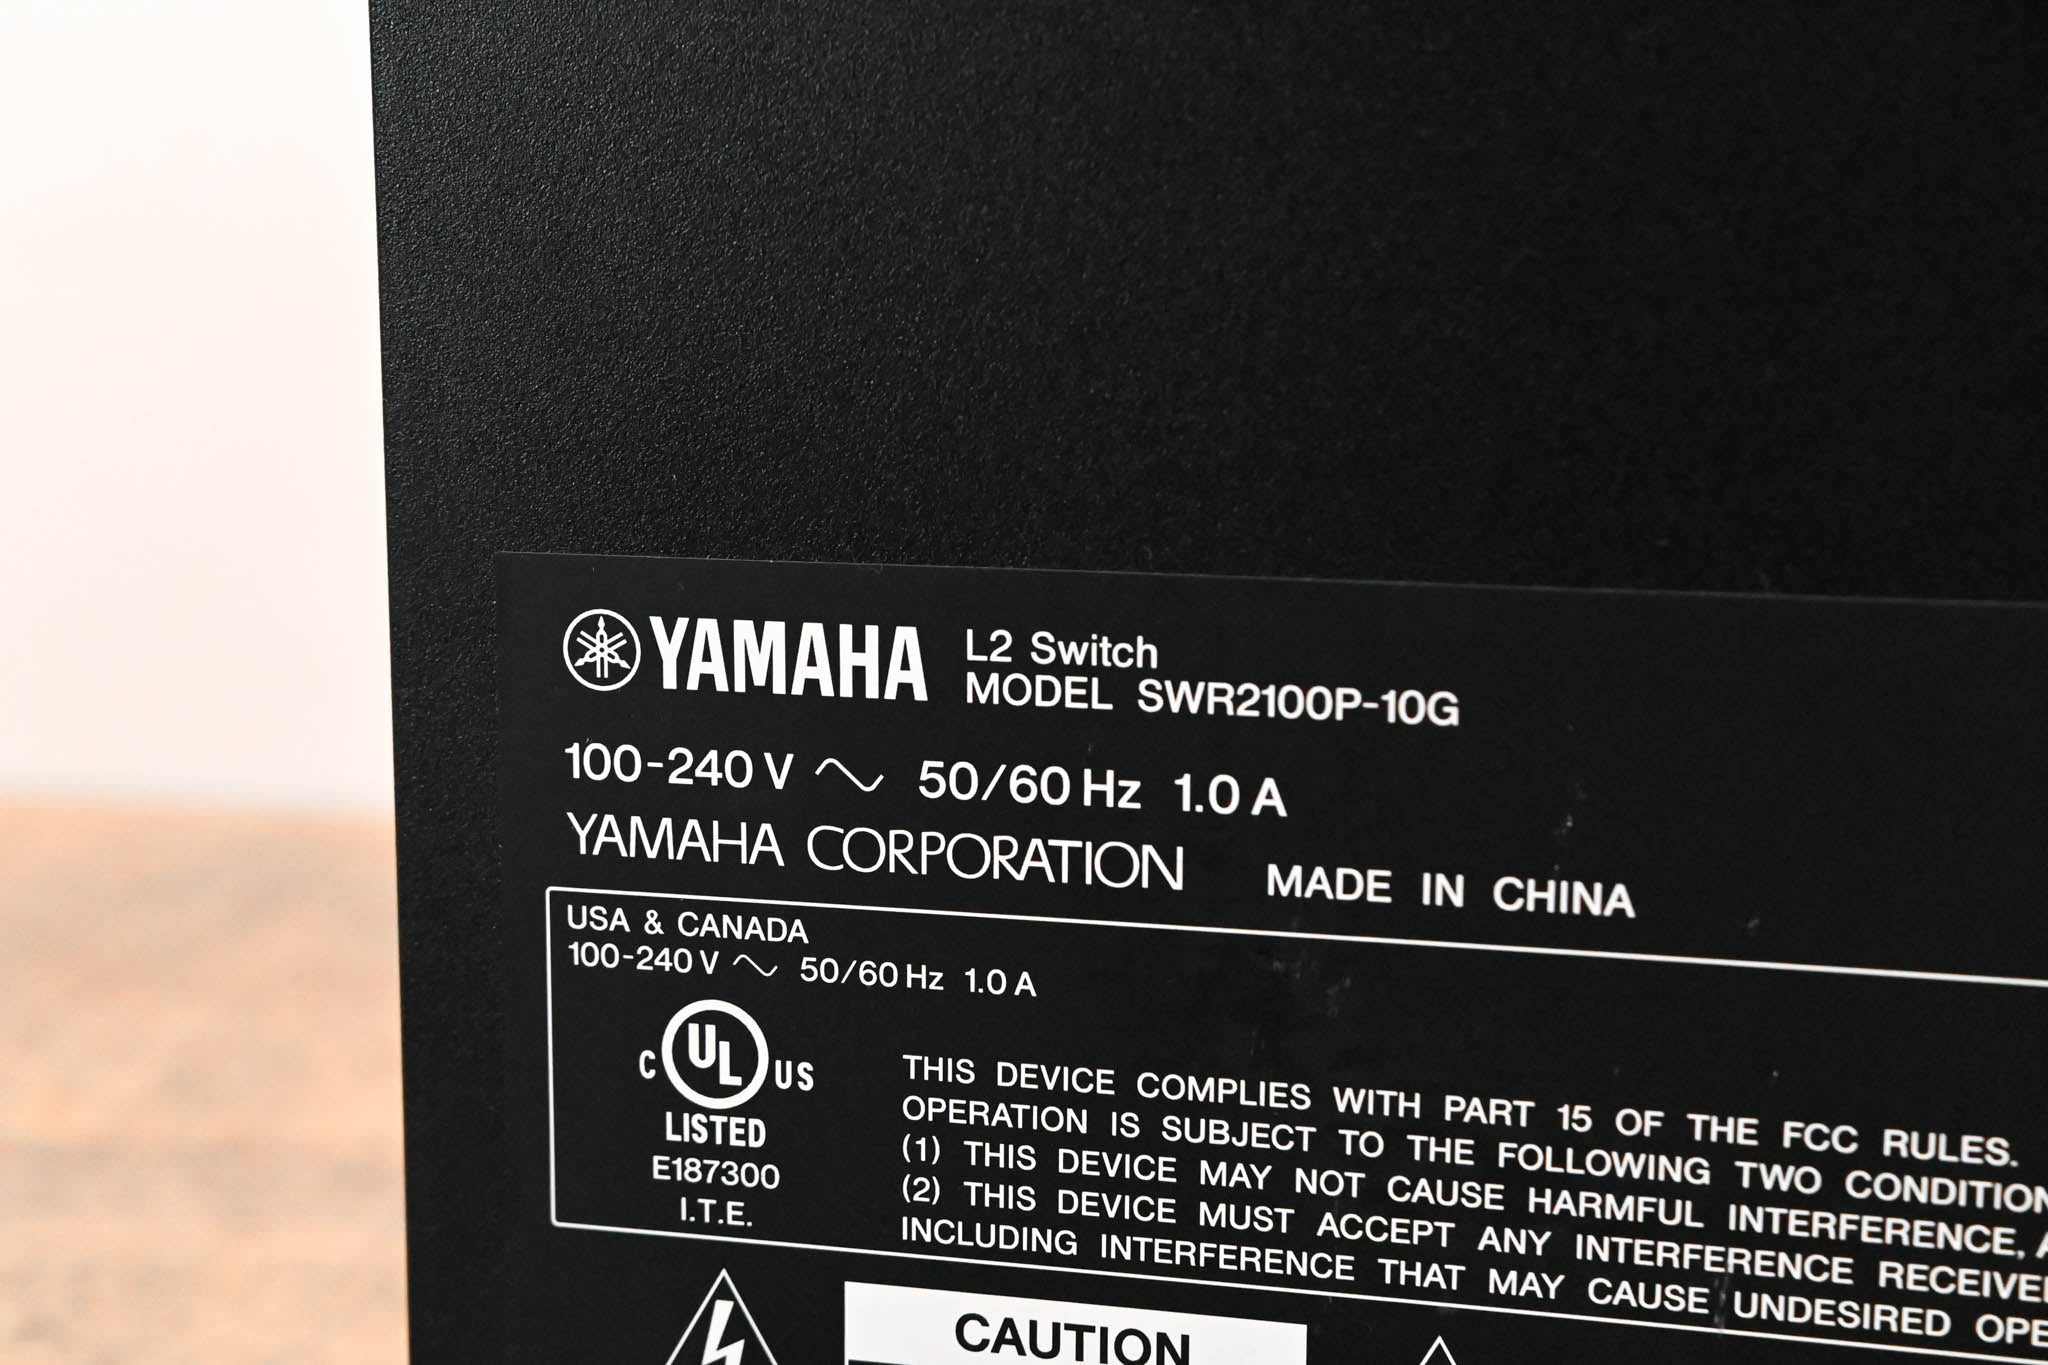 YAMAHA L2 Switch
MODEL SWR2100P-10G
100-240 V ~ 50/60 Hz 1.0 A
YAMAHA CORPORATION MADE IN CHINA
USA & CANADA
100-240 V ~ 50/60 Hz 1.0 A
C UL US
LISTED
E187300
I.T.E.
THIS DEVICE COMPLIES WITH PART 15 OF THE FCC RULES.
OPERATION IS SUBJECT TO THE FOLLOWING TWO CONDITION
(1) THIS DEVICE MAY NOT CAUSE HARMFUL INTERFERENCE, A
(2) THIS DEVICE MUST ACCEPT ANY INTERFERENCE RECEIVE
INCLUDING INTERFERENCE THAT MAY CAUSE UNDESIRED OPE
CAUTION